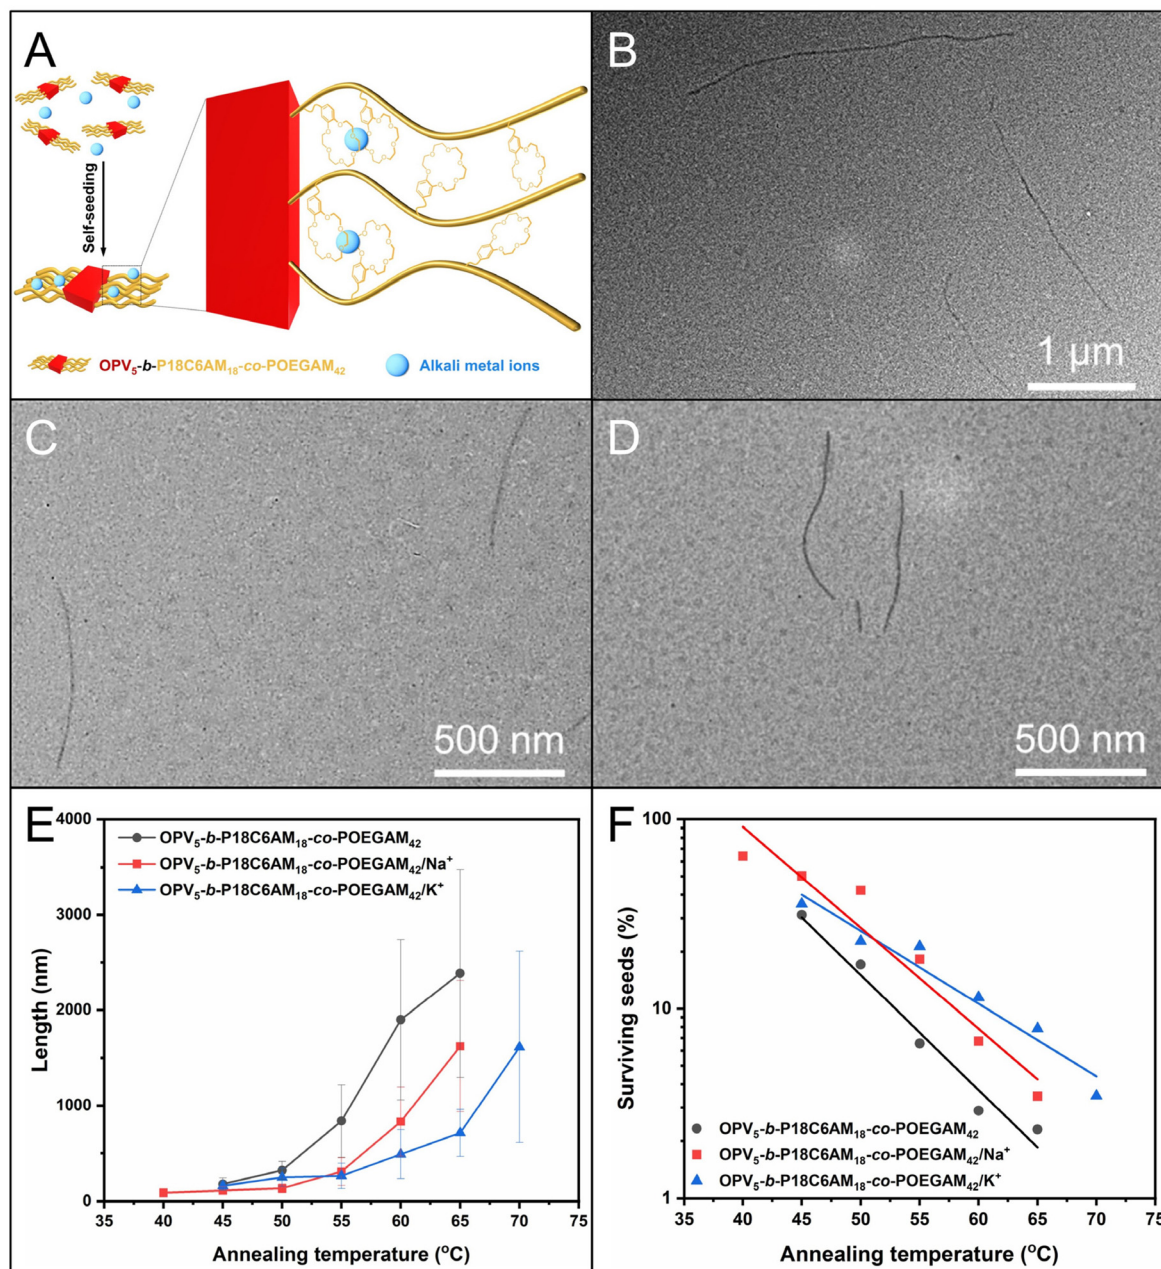 A
Self-seeding
OPV₅-b-P18C6AM₁₈-co-POEGAM₄₂
Alkali metal ions
B
1 μm
C
500 nm
D
500 nm
E
OPV₅-b-P18C6AM₁₈-co-POEGAM₄₂
OPV₅-b-P18C6AM₁₈-co-POEGAM₄₂/Na⁺
OPV₅-b-P18C6AM₁₈-co-POEGAM₄₂/K⁺
Length (nm)
4000
3000
2000
1000
0
35 40 45 50 55 60 65 70 75
Annealing temperature (°C)
F
Surviving seeds (%)
100
10
1
OPV₅-b-P18C6AM₁₈-co-POEGAM₄₂
OPV₅-b-P18C6AM₁₈-co-POEGAM₄₂/Na⁺
OPV₅-b-P18C6AM₁₈-co-POEGAM₄₂/K⁺
35 40 45 50 55 60 65 70 75
Annealing temperature (°C)